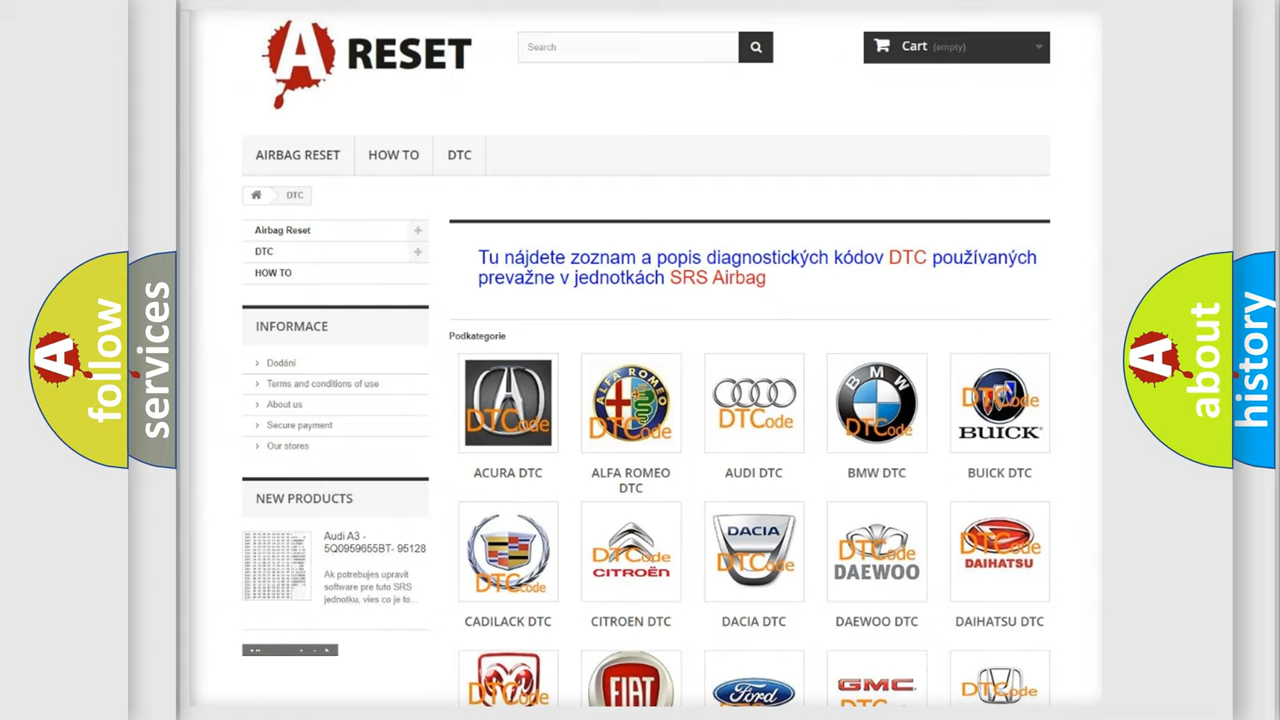 A RESET
Search
Cart (empty)
AIRBAG RESET
HOW TO
DTC
DTC
Airbag Reset
DTC
HOW TO
Tu nájdete zoznam a popis diagnostických kódov DTC používaných
prevažne v jednotkách SRS Airbag
INFORMACE
Dodání
Terms and conditions of use
About us
Secure payment
Our stores
Podkategorie
DTCode
ALFA ROMEO
DTCode
DTCode
BMW
DTCode
DTCode
BUICK
ACURA DTC
ALFA ROMEO
DTC
AUDI DTC
BMW DTC
BUICK DTC
NEW PRODUCTS
Audi A3 -
5Q0959655BT- 95128
Ak potrebujes upravit
software pre tuto SRS
jednotku, vies co je to...
DTCode
DTCode
CITROËN
DACIA
DTCode
DTCode
DAEWOO
DTCode
DAIHATSU
CADILACK DTC
CITROEN DTC
DACIA DTC
DAEWOO DTC
DAIHATSU DTC
DTCode
FIAT
Ford
DTCode
GMC
DTCode
A follow
services
A about
history